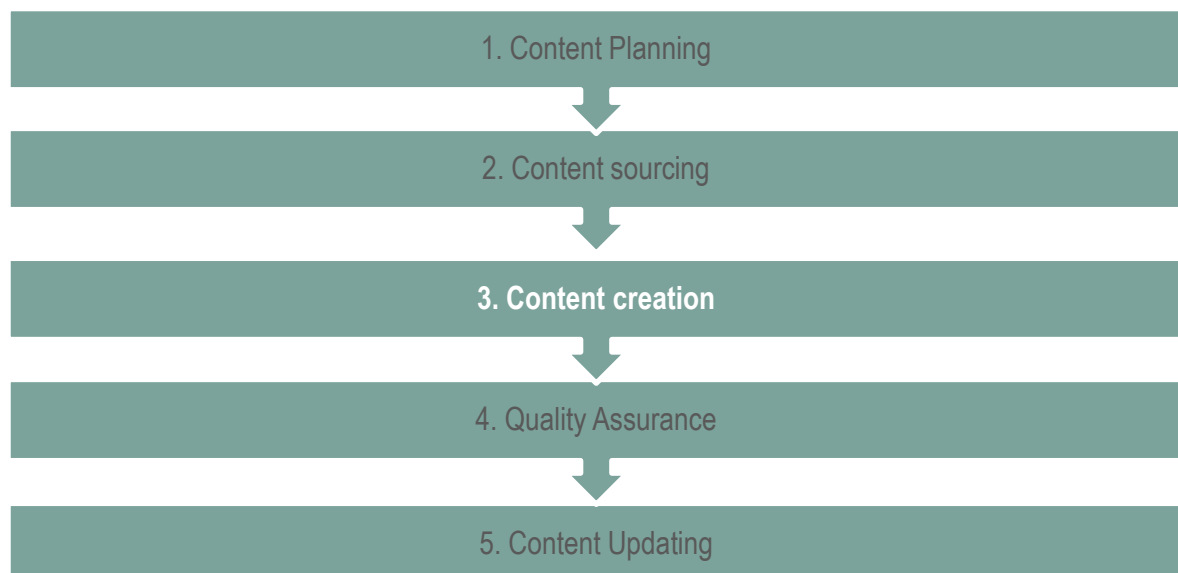 1. Content Planning
2. Content sourcing
3. Content creation
4. Quality Assurance
5. Content Updating